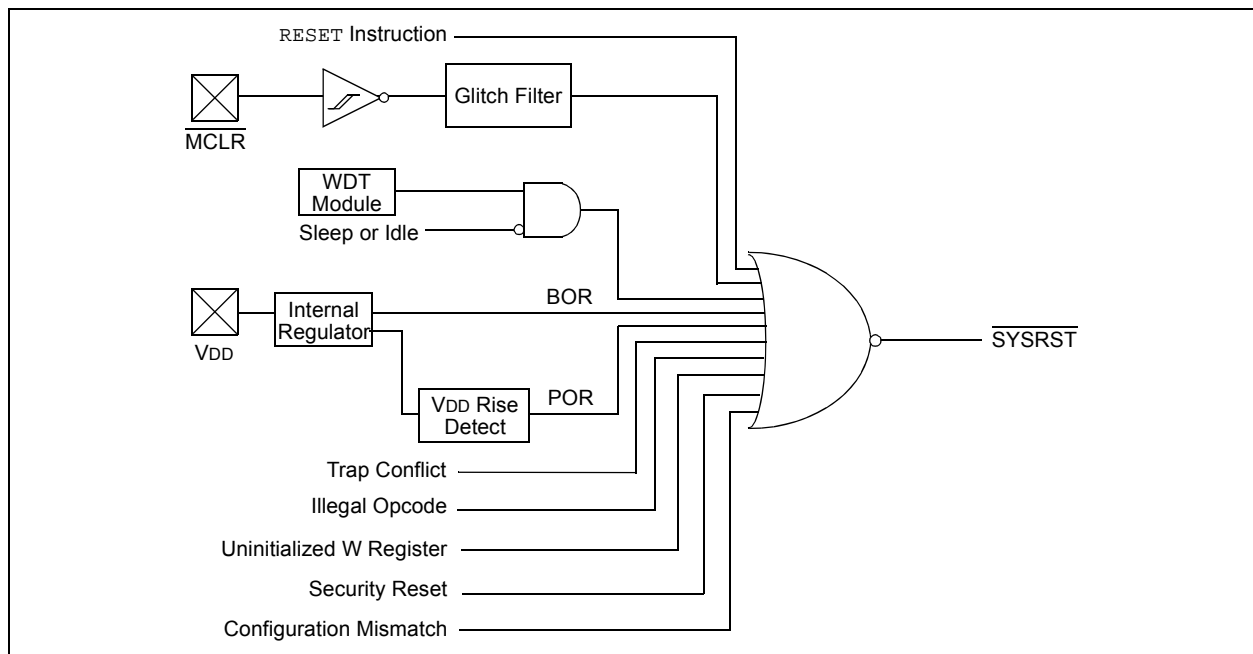 RESET Instruction
Glitch Filter
MCLR
WDT
Module
Sleep or Idle
BOR
Internal
Regulator
VDD
SYSRST
POR
VDD Rise
Detect
Trap Conflict
Illegal Opcode
Uninitialized W Register
Security Reset
Configuration Mismatch